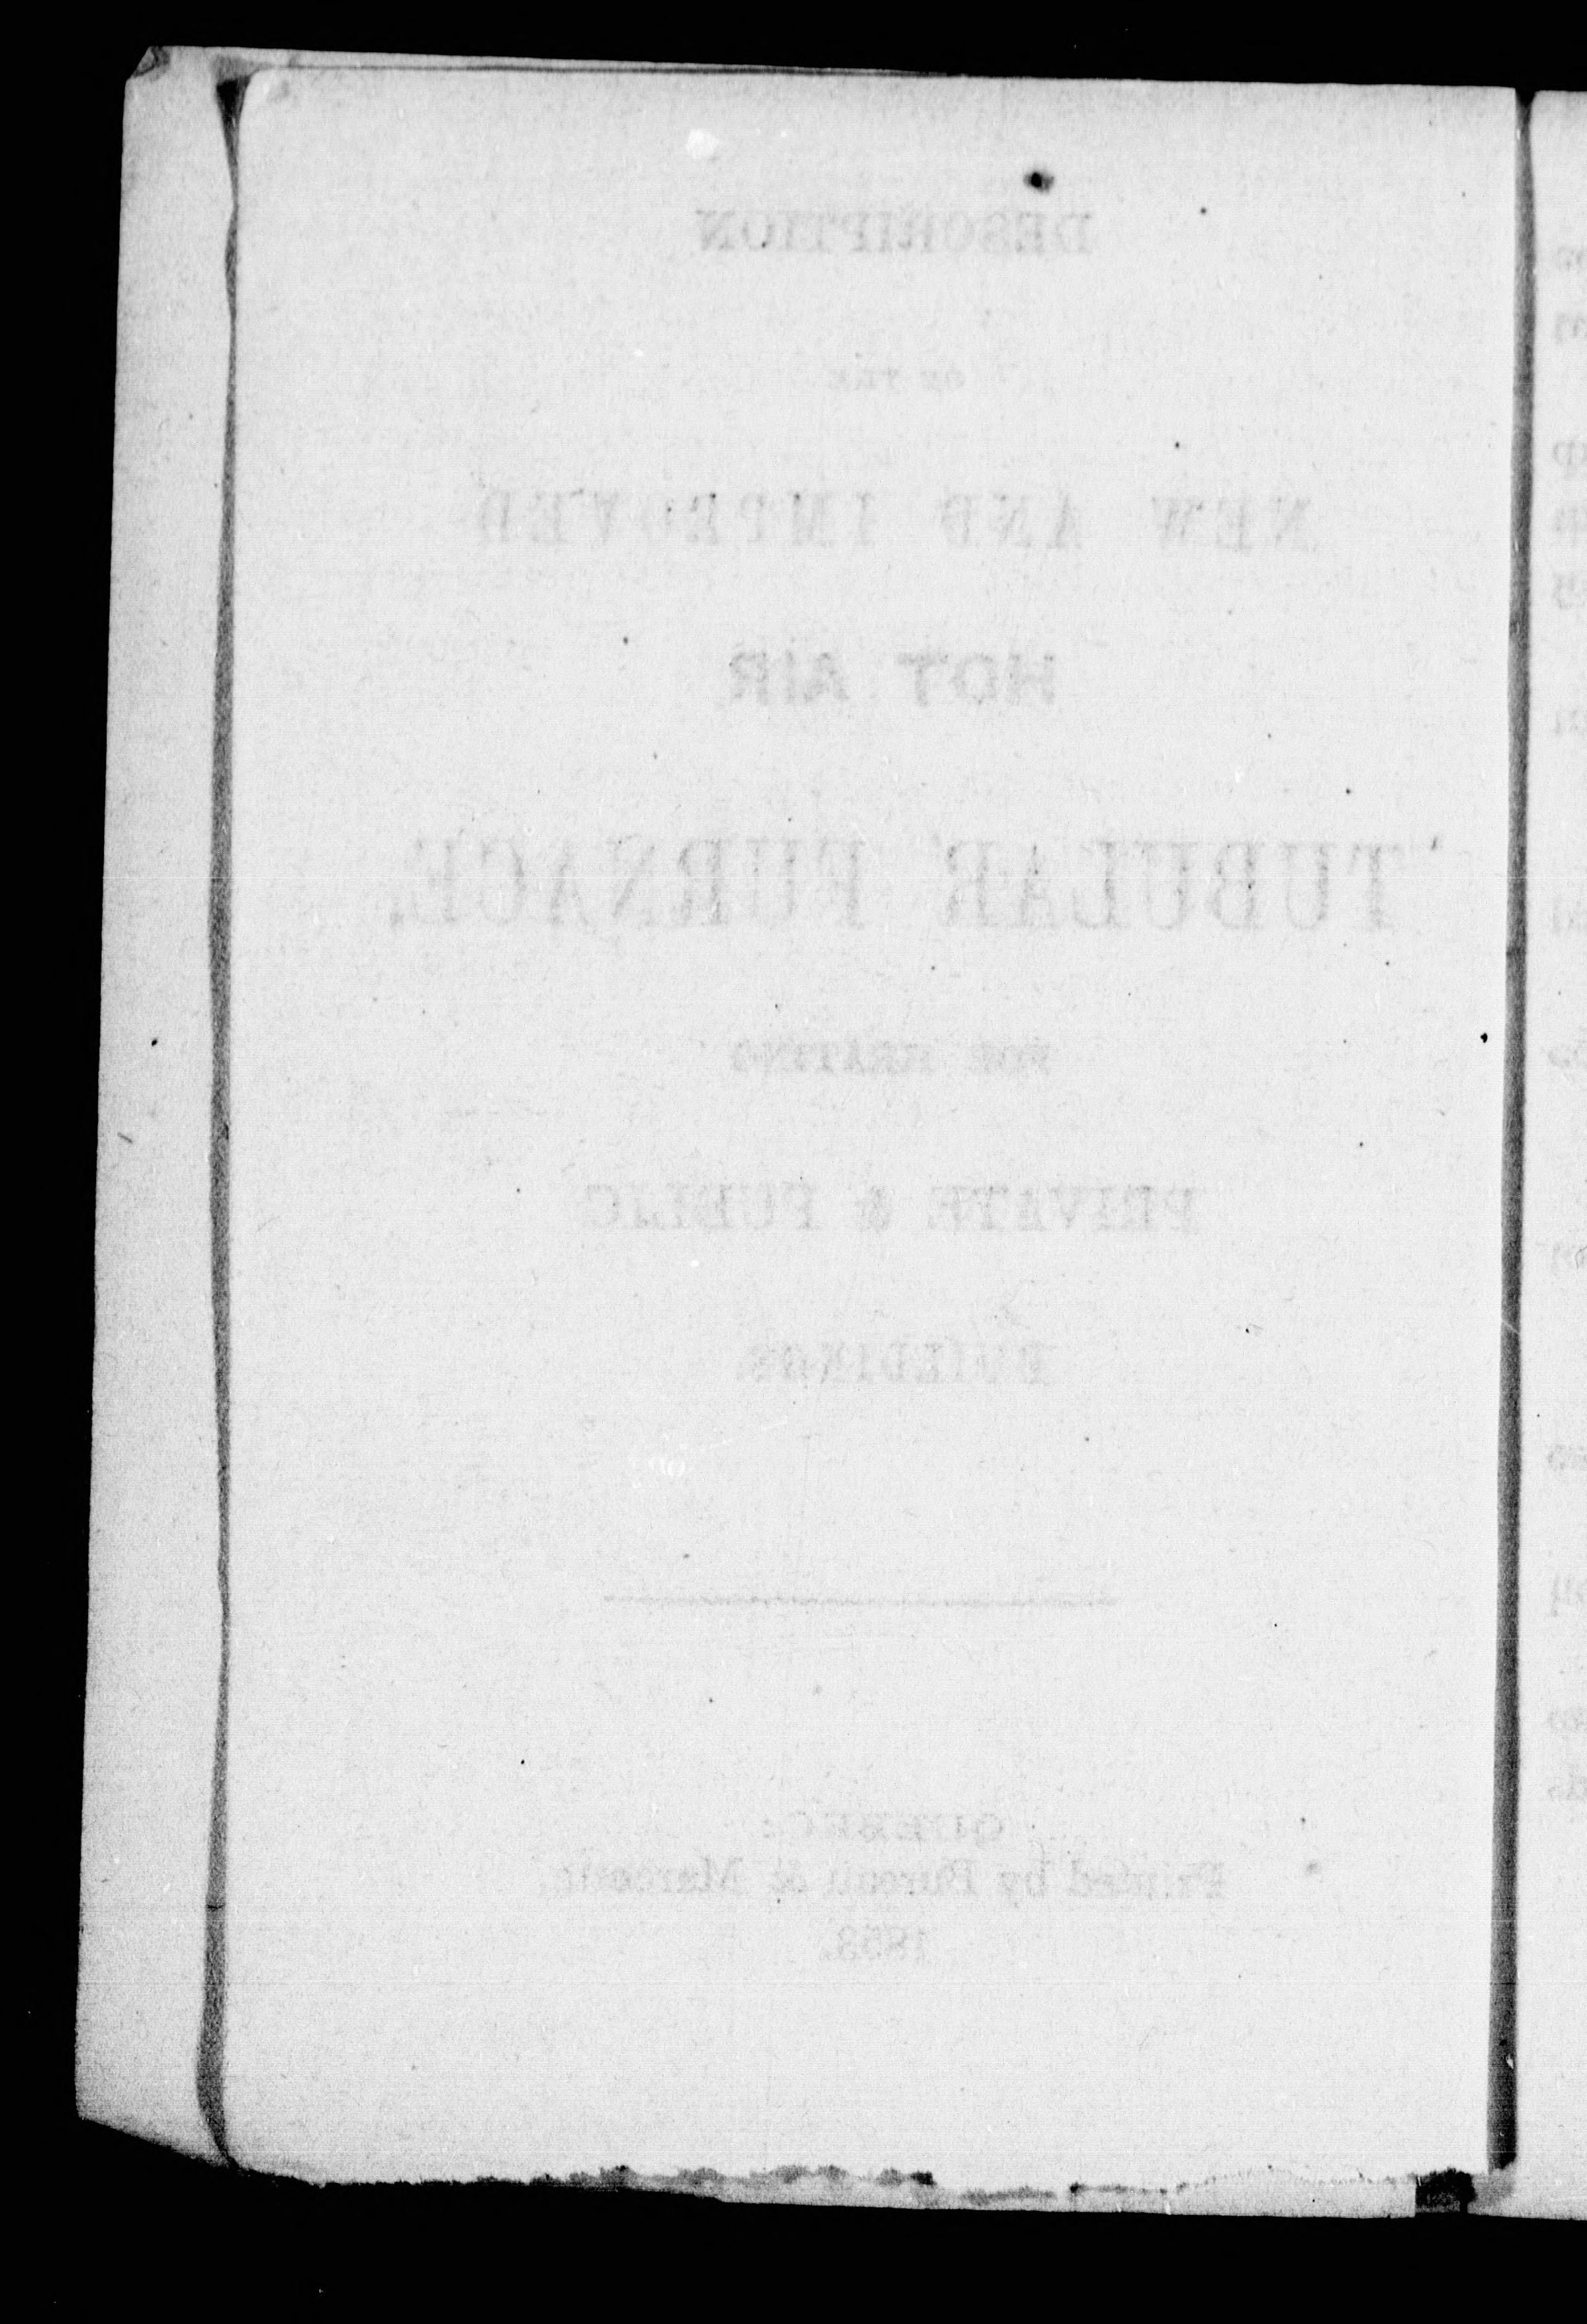 DESCRIPTION
OF THE
NEW AND IMPROVED
HOT AIR
TUBULAR FURNACE,
FOR HEATING
PRIVATE & PUBLIC
BUILDINGS.
QUEBEC:
Printed by Bureau & Marcotte.
1853.